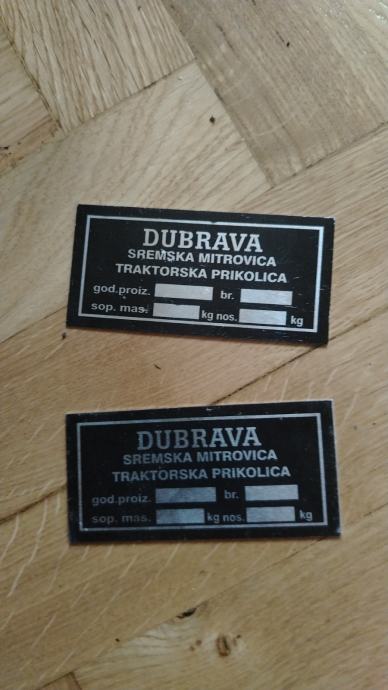 DUBRAVA
SREMSKA MITROVICA
TRAKTORSKA PRIKOLICA
god.proiz. br.
sop. mas. kg nos. kg
DUBRAVA
SREMSKA MITROVICA
TRAKTORSKA PRIKOLICA
god.proiz. br.
sop. mas. kg nos. kg